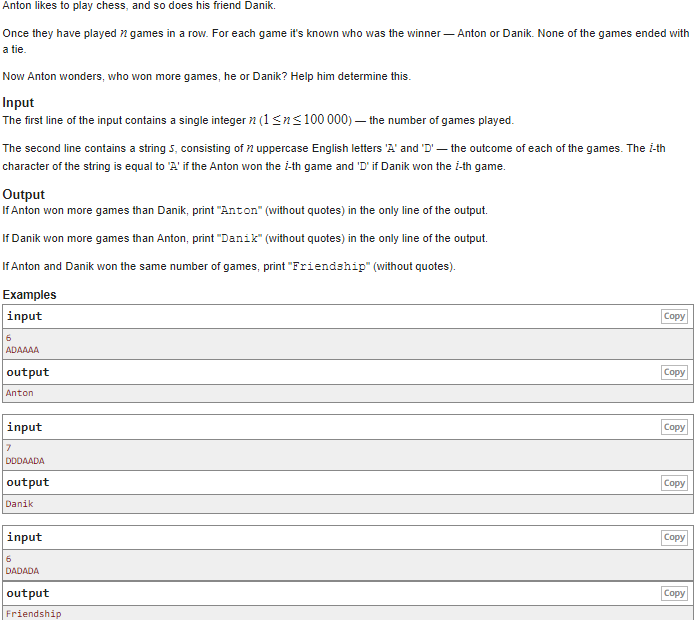 Anton likes to play chess, and so does his friend Danik.
Once they have played n games in a row. For each game it's known who was the winner — Anton or Danik. None of the games ended with
a tie.
Now Anton wonders, who won more games, he or Danik? Help him determine this.
Input
The first line of the input contains a single integer n (1 ≤ n ≤ 100 000) — the number of games played.
The second line contains a string s, consisting of n uppercase English letters 'A' and 'D' — the outcome of each of the games. The i-th
character of the string is equal to 'A' if the Anton won the i-th game and 'D' if Danik won the i-th game.
Output
If Anton won more games than Danik, print "Anton" (without quotes) in the only line of the output.
If Danik won more games than Anton, print "Danik" (without quotes) in the only line of the output.
If Anton and Danik won the same number of games, print "Friendship" (without quotes).
Examples
input Copy
6
ADAAAA
output Copy
Anton
input Copy
7
DDDAADA
output Copy
Danik
input Copy
6
DADADA
output Copy
Friendship